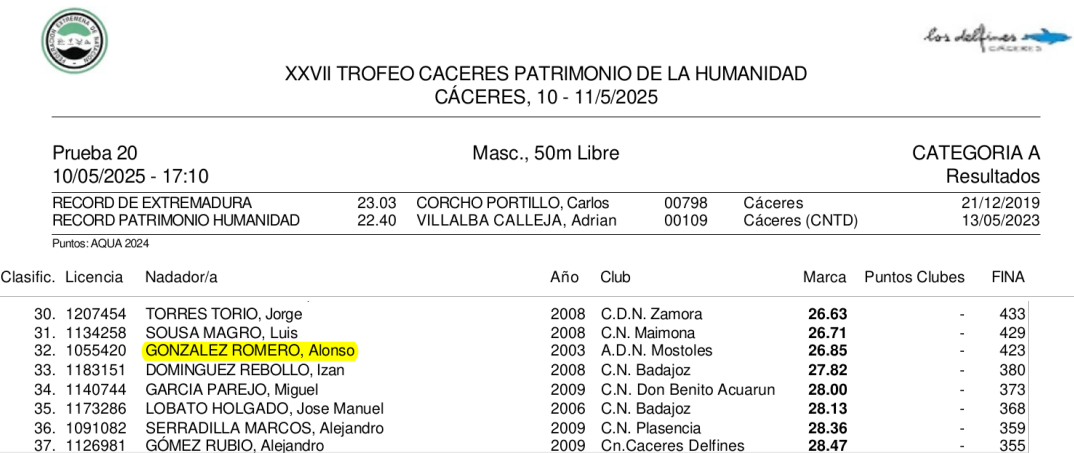 FEDERACIÓN EXTREMEÑA DE NATACIÓN
los delfines
CÁCERES
XXVII TROFEO CACERES PATRIMONIO DE LA HUMANIDAD
CÁCERES, 10 - 11/5/2025
Prueba 20 Masc., 50m Libre CATEGORIA A
10/05/2025 - 17:10 Resultados
RECORD DE EXTREMADURA 23.03 CORCHO PORTILLO, Carlos 00798 Cáceres 21/12/2019
RECORD PATRIMONIO HUMANIDAD 22.40 VILLALBA CALLEJA, Adrian 00109 Cáceres (CNTD) 13/05/2023
Puntos: AQUA 2024
Clasific. Licencia Nadador/a Año Club Marca Puntos Clubes FINA
30. 1207454 TORRES TORIO, Jorge 2008 C.D.N. Zamora 26.63 - 433
31. 1134258 SOUSA MAGRO, Luis 2008 C.N. Maimona 26.71 - 429
32. 1055420 GONZALEZ ROMERO, Alonso 2003 A.D.N. Mostoles 26.85 - 423
33. 1183151 DOMINGUEZ REBOLLO, Izan 2008 C.N. Badajoz 27.82 - 380
34. 1140744 GARCIA PAREJO, Miguel 2009 C.N. Don Benito Acuarun 28.00 - 373
35. 1173286 LOBATO HOLGADO, Jose Manuel 2006 C.N. Badajoz 28.13 - 368
36. 1091082 SERRADILLA MARCOS, Alejandro 2009 C.N. Plasencia 28.36 - 359
37. 1126981 GÓMEZ RUBIO, Alejandro 2009 Cn.Caceres Delfines 28.47 - 355